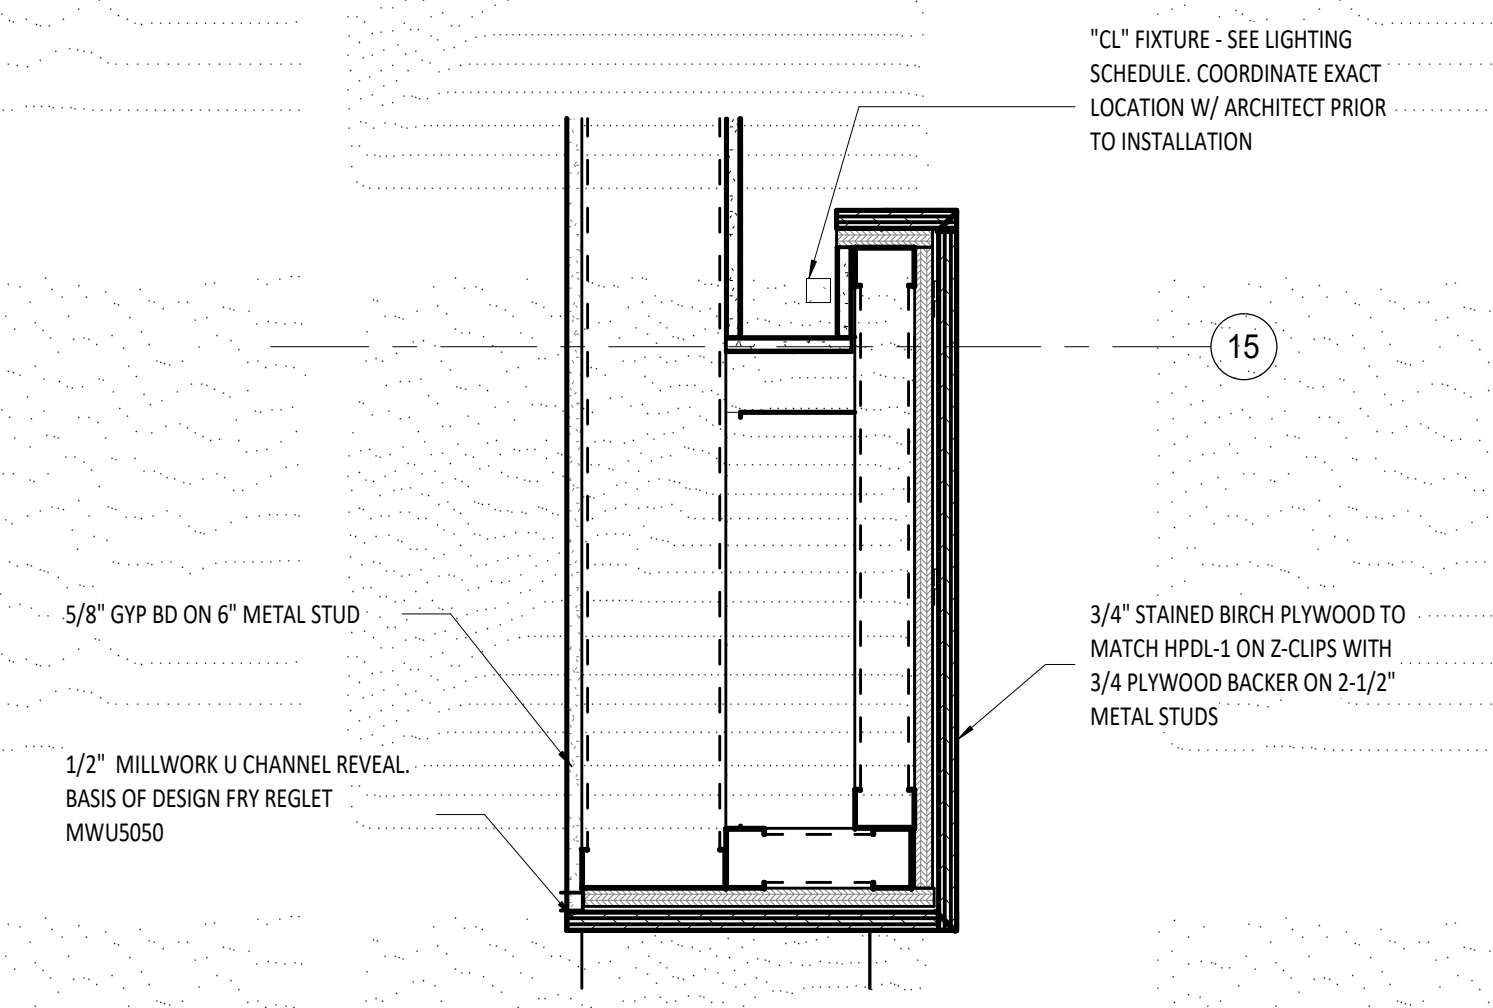 "CL" FIXTURE - SEE LIGHTING
SCHEDULE. COORDINATE EXACT
LOCATION W/ ARCHITECT PRIOR
TO INSTALLATION
15
5/8" GYP BD ON 6" METAL STUD
3/4" STAINED BIRCH PLYWOOD TO
MATCH HPDL-1 ON Z-CLIPS WITH
3/4 PLYWOOD BACKER ON 2-1/2"
METAL STUDS
1/2" MILLWORK U CHANNEL REVEAL.
BASIS OF DESIGN FRY REGLET
MWU5050